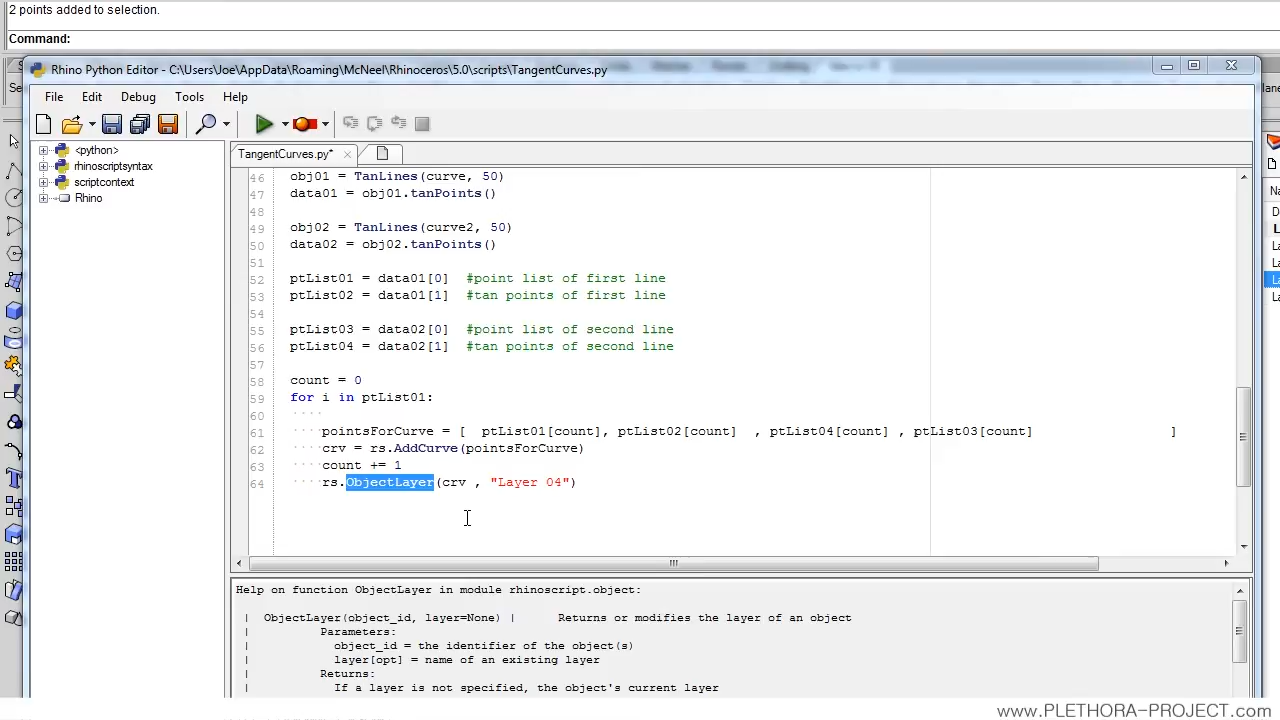 2 points added to selection.
Command:
Rhino Python Editor - C:\Users\Joe\AppData\Roaming\McNeel\Rhinoceros\5.0\scripts\TangentCurves.py
File Edit Debug Tools Help
<python>
rhinoscriptsyntax
scriptcontext
Rhino
TangentCurves.py*
46 obj01 = TanLines(curve, 50)
47 data01 = obj01.tanPoints()
48
49 obj02 = TanLines(curve2, 50)
50 data02 = obj02.tanPoints()
51
52 ptList01 = data01[0]  #point list of first line
53 ptList02 = data01[1]  #tan points of first line
54
55 ptList03 = data02[0]  #point list of second line
56 ptList04 = data02[1]  #tan points of second line
57
58 count = 0
59 for i in ptList01:
60
61 pointsForCurve = [  ptList01[count], ptList02[count]  , ptList04[count] , ptList03[count] ]
62 crv = rs.AddCurve(pointsForCurve)
63 count += 1
64 rs.ObjectLayer(crv , "Layer 04")
Help on function ObjectLayer in module rhinoscript.object:
| ObjectLayer(object_id, layer=None) | Returns or modifies the layer of an object
| Parameters:
| object_id = the identifier of the object(s)
| layer[opt] = name of an existing layer
| Returns:
| If a layer is not specified, the object's current layer
www.PLETHORA-PROJECT.com